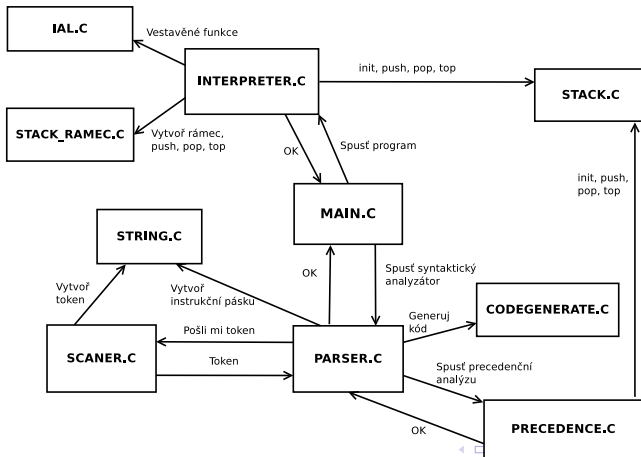 IAL.C
Vestavěné funkce
INTERPRETER.C
init, push, pop, top
STACK.C
STACK_RAMEC.C
Vytvoř rámec,
push, pop, top
OK
Spusť program
init, push,
pop, top
MAIN.C
STRING.C
OK
Spusť syntaktický
analyzátor
Vytvoř
token
Vytvoř
instrukční pásku
CODEGENERATE.C
Generuj
kód
Pošli mi token
SCANER.C
PARSER.C
Token
Spusť precedenční
analýzu
OK
PRECEDENCE.C